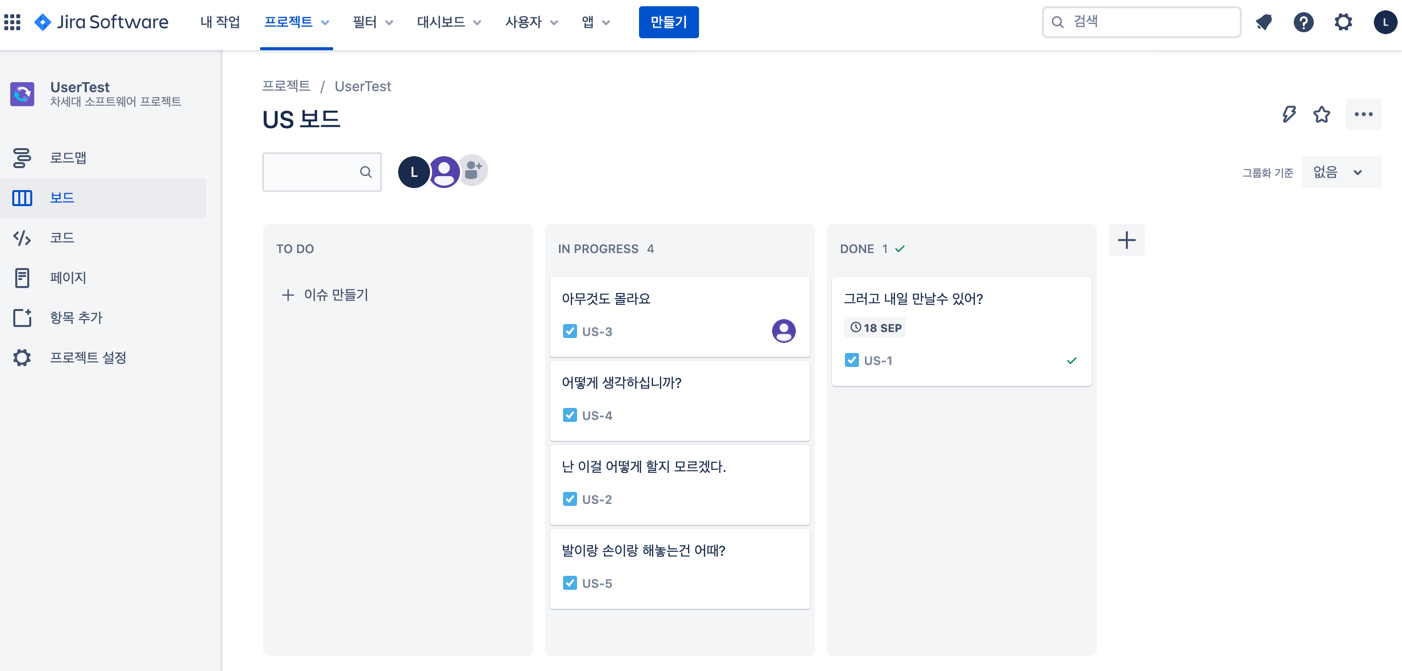 Jira Software 내 작업 프로젝트 필터 대시보드 사용자 앱 만들기 검색 L
UserTest
차세대 소프트웨어 프로젝트
로드맵
보드
코드
페이지
항목 추가
프로젝트 설정
프로젝트 / UserTest
US 보드
L
그룹화 기준 없음
TO DO
이슈 만들기
IN PROGRESS 4
아무것도 몰라요
US-3
어떻게 생각하십니까?
US-4
난 이걸 어떻게 할지 모르겠다.
US-2
발이랑 손이랑 해놓는건 어때?
US-5
DONE 1
그러고 내일 만날수 있어?
18 SEP
US-1